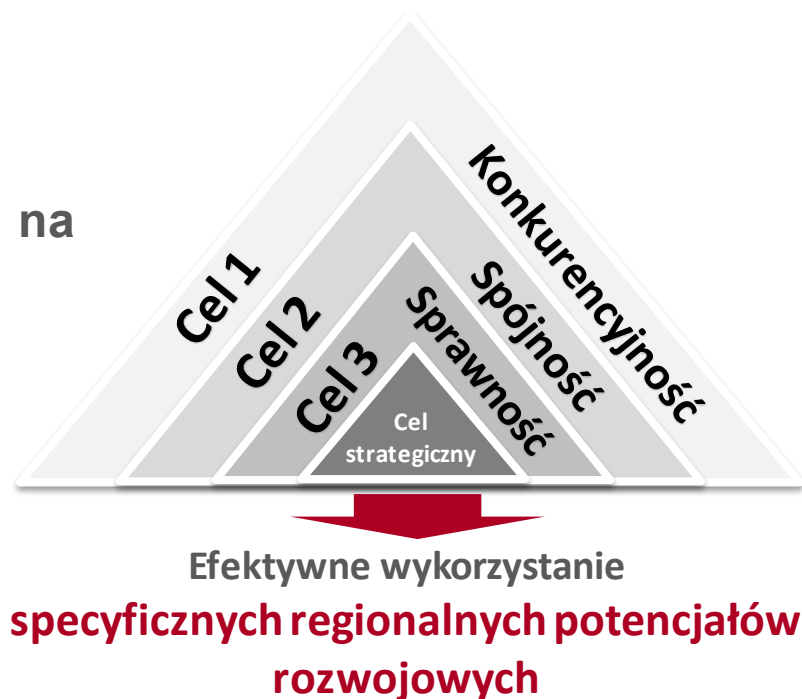 na
Cel 1
Konkurencyjność
Cel 2
Spójność
Cel 3
Sprawność
Cel
strategiczny
Efektywne wykorzystanie
specyficznych regionalnych potencjałów
rozwojowych